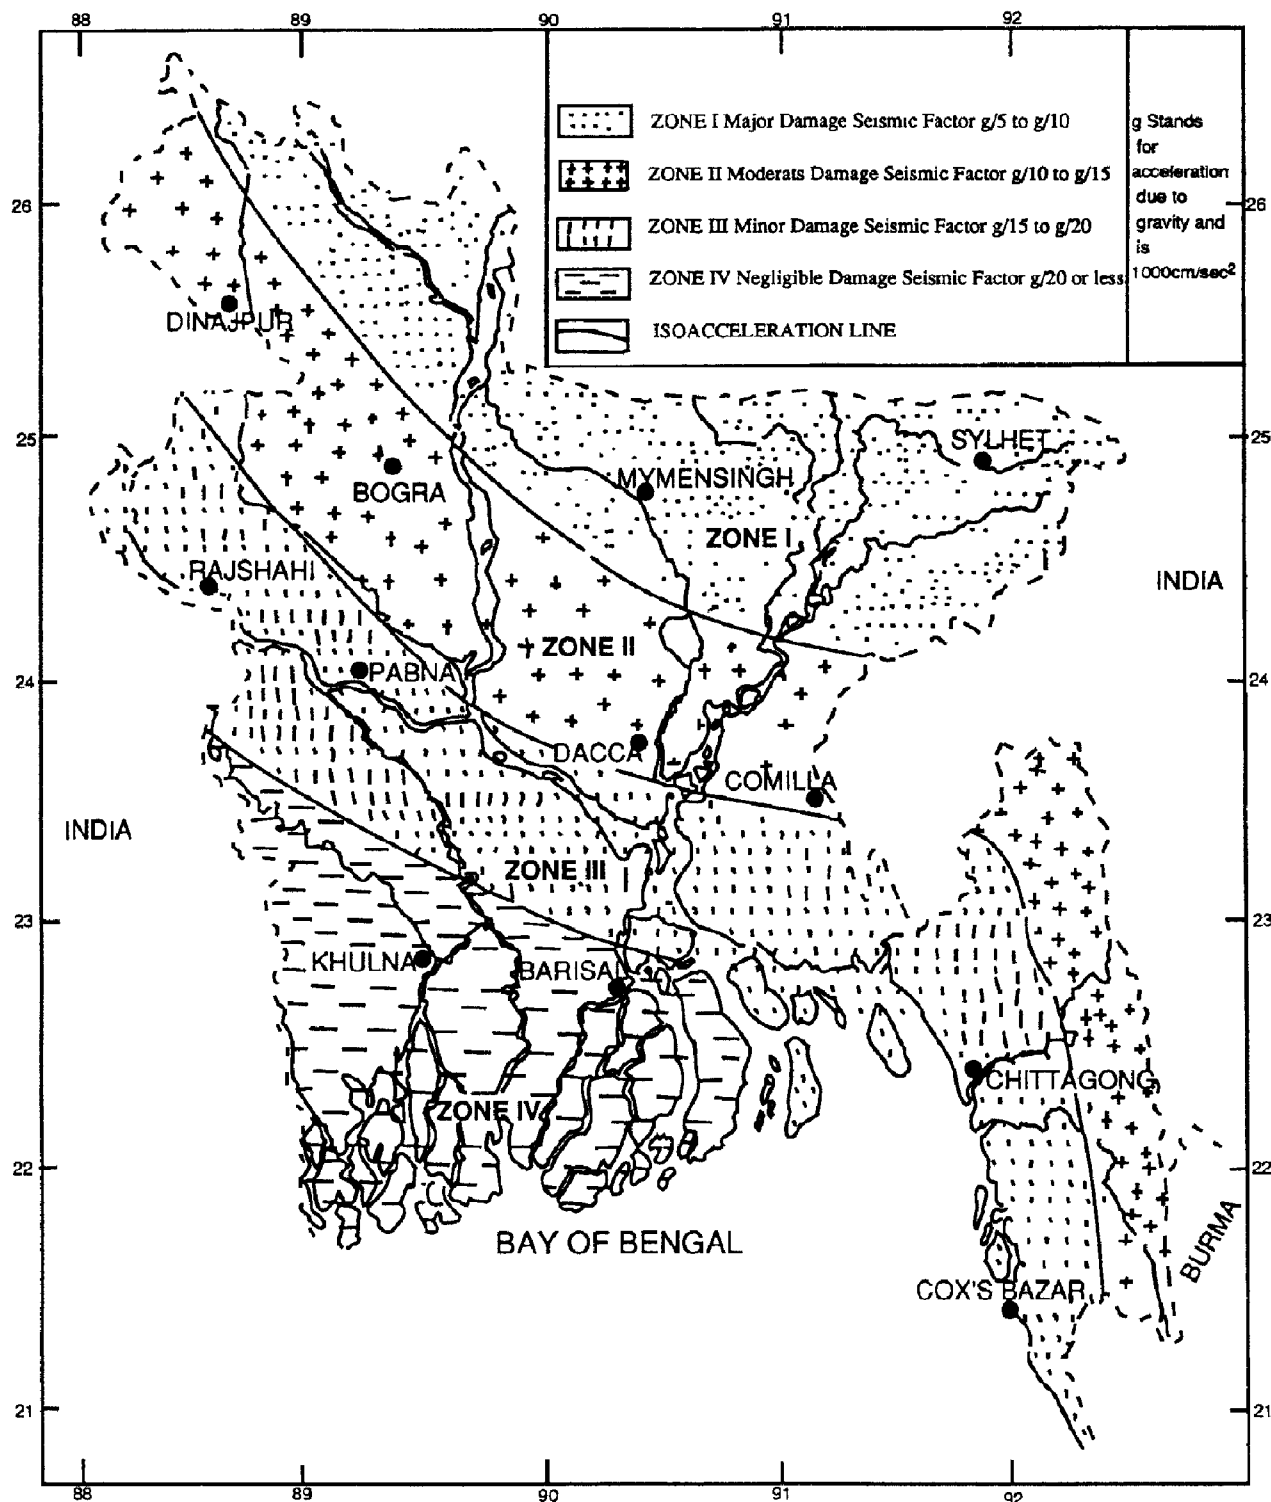 88 89 90 91 92
ZONE I Major Damage Seismic Factor g/5 to g/10
ZONE II Moderats Damage Seismic Factor g/10 to g/15
ZONE III Minor Damage Seismic Factor g/15 to g/20
ZONE IV Negligible Damage Seismic Factor g/20 or less
ISOACCELERATION LINE
g Stands
for
acceleration
due to
gravity and
is
1000cm/sec²
26 26
DINAJPUR
25 25
SYLHET
MYMENSINGH
BOGRA
ZONE I
RAJSHAHI
INDIA
ZONE II
PABNA
24 24
DACCA
COMILLA
INDIA
ZONE III
23 23
KHULNA
BARISAL
CHITTAGONG
ZONE IV
22 22
BAY OF BENGAL
BURMA
COX'S BAZAR
21 21
88 89 90 91 92